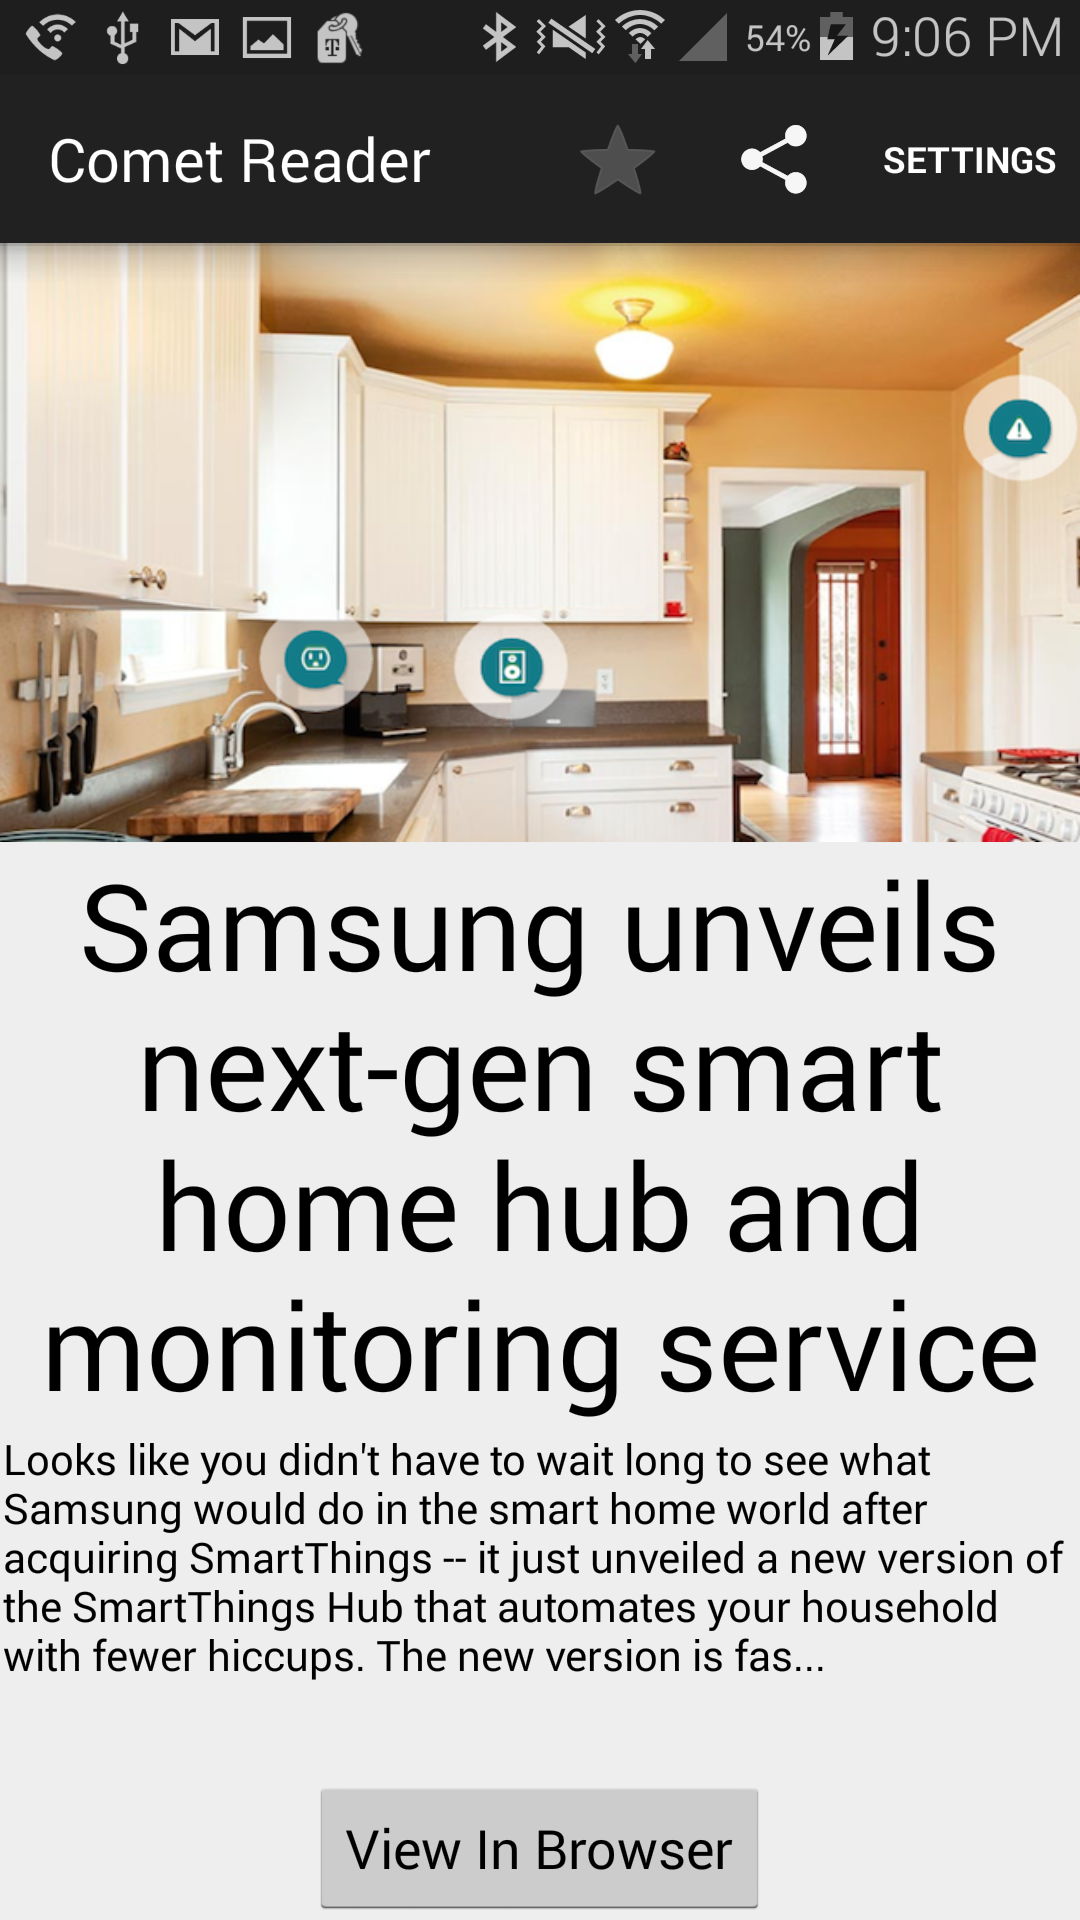 54% 9:06 PM
Comet Reader SETTINGS
Samsung unveils
next-gen smart
home hub and
monitoring service
Looks like you didn't have to wait long to see what
Samsung would do in the smart home world after
acquiring SmartThings -- it just unveiled a new version of
the SmartThings Hub that automates your household
with fewer hiccups. The new version is fas...
View In Browser